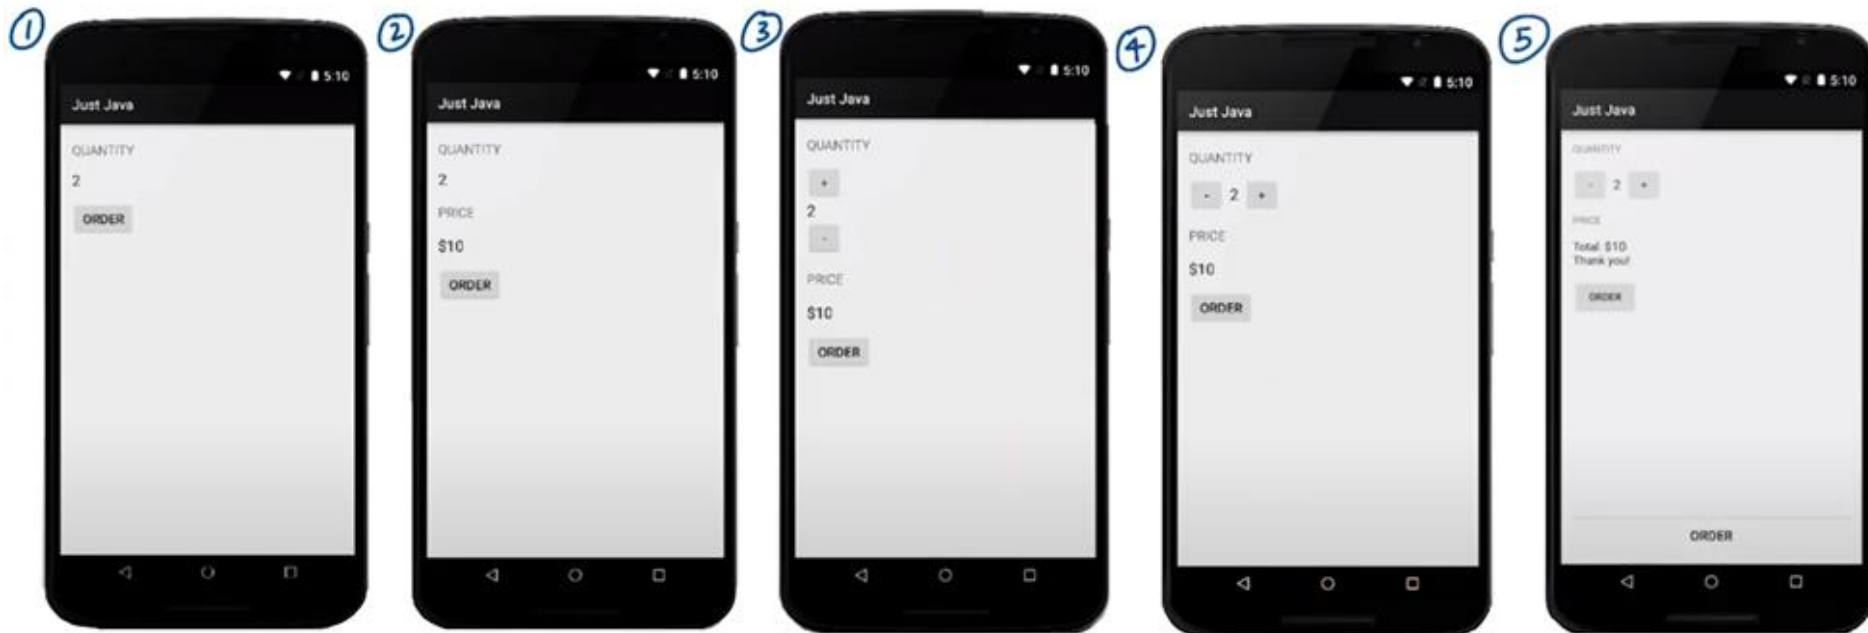 1
5:10
Just Java
QUANTITY
2
ORDER
2
5:10
Just Java
QUANTITY
2
PRICE
$10
ORDER
3
5:10
Just Java
QUANTITY
+
2
-
PRICE
$10
ORDER
4
5:10
Just Java
QUANTITY
- 2 +
PRICE
$10
ORDER
5
5:10
Just Java
QUANTITY
- 2 +
PRICE
Total: $10
Thank you!
ORDER
ORDER